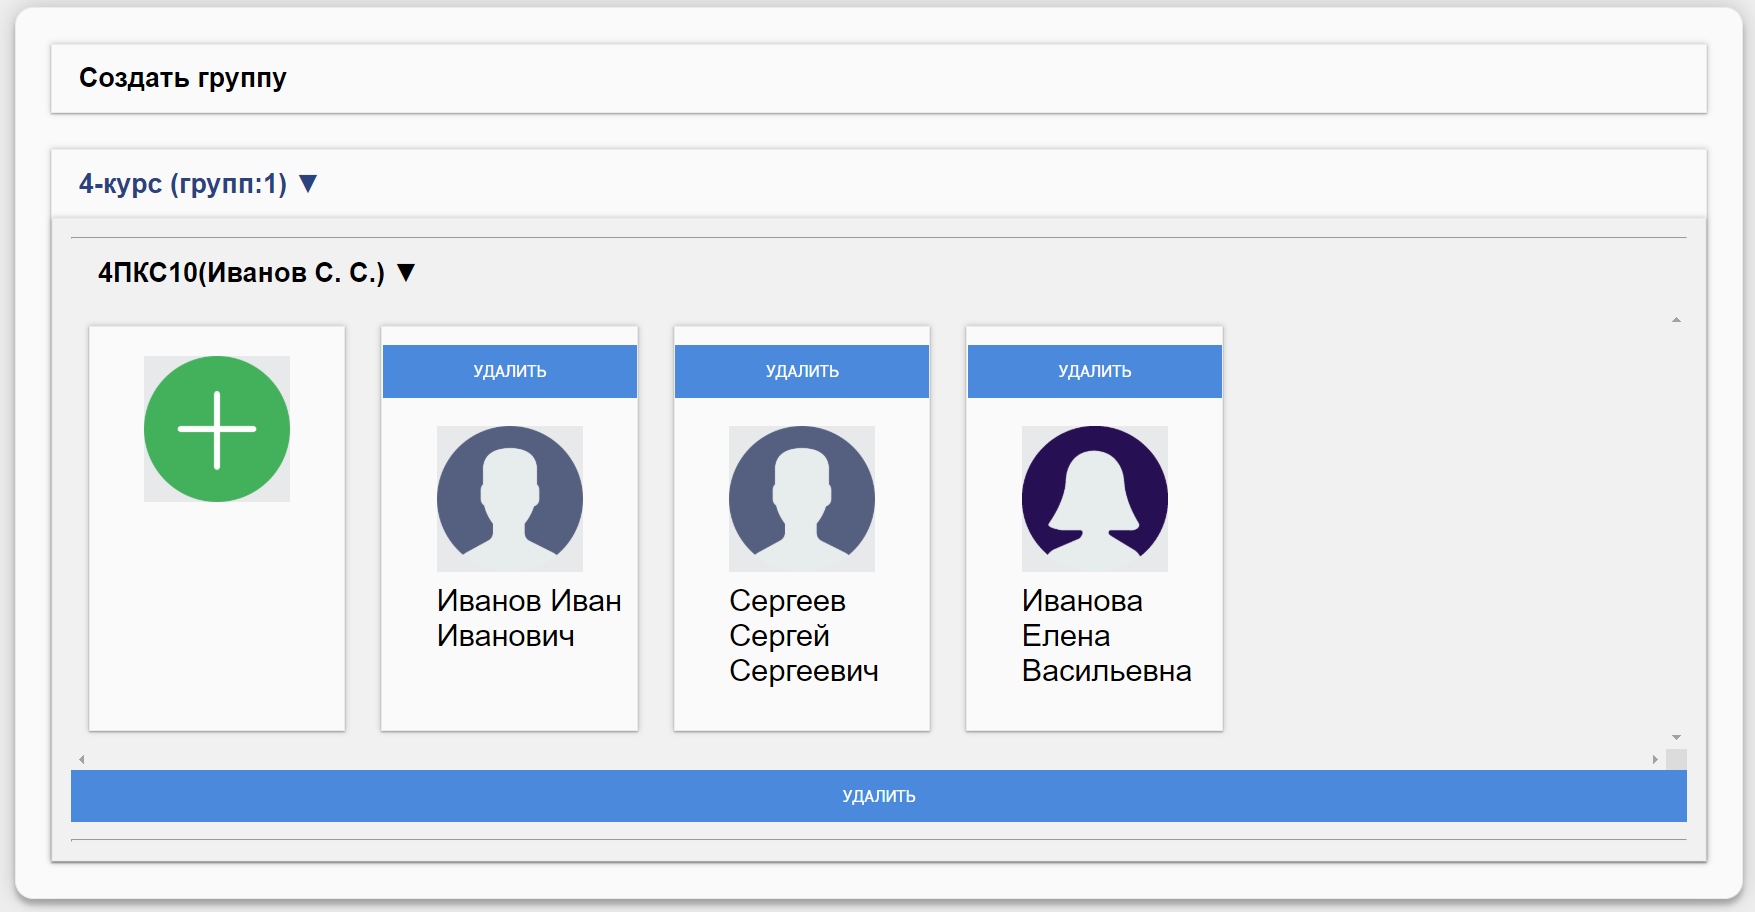 Создать группу
4-курс (групп:1) ▼
4ПКС10(Иванов С. С.) ▼
УДАЛИТЬ
Иванов Иван
Иванович
УДАЛИТЬ
Сергеев
Сергей
Сергеевич
УДАЛИТЬ
Иванова
Елена
Васильевна
УДАЛИТЬ